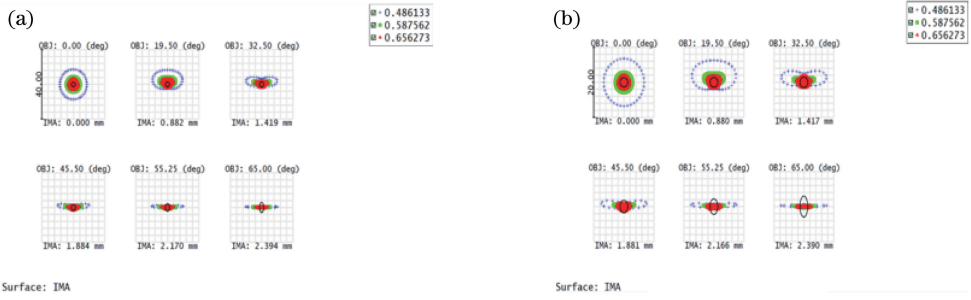 (a)
0.486133
0.587562
0.656273
OBJ: 0.00 (deg)
OBJ: 19.50 (deg)
OBJ: 32.50 (deg)
40.00
IMA: 0.000 mm
IMA: 0.882 mm
IMA: 1.419 mm
OBJ: 45.50 (deg)
OBJ: 55.25 (deg)
OBJ: 65.00 (deg)
IMA: 1.884 mm
IMA: 2.170 mm
IMA: 2.394 mm
Surface: IMA
(b)
0.486133
0.587562
0.656273
OBJ: 0.00 (deg)
OBJ: 19.50 (deg)
OBJ: 32.50 (deg)
20.00
IMA: 0.000 mm
IMA: 0.880 mm
IMA: 1.417 mm
OBJ: 45.50 (deg)
OBJ: 55.25 (deg)
OBJ: 65.00 (deg)
IMA: 1.881 mm
IMA: 2.166 mm
IMA: 2.390 mm
Surface: IMA